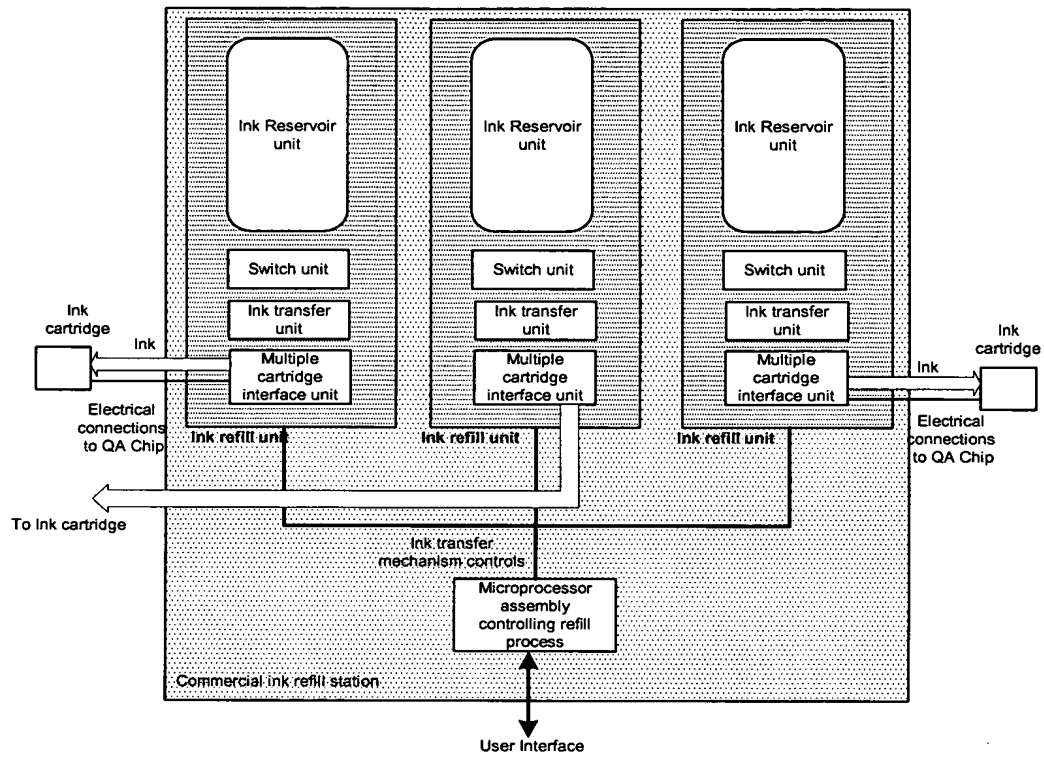 Ink Reservoir
unit
Ink Reservoir
unit
Ink Reservoir
unit
Switch unit
Switch unit
Switch unit
Ink transfer
unit
Ink transfer
unit
Ink transfer
unit
Ink
cartridge
Ink
Multiple
cartridge
interface unit
Multiple
cartridge
interface unit
Multiple
cartridge
interface unit
Ink
Ink
cartridge
Electrical
connections
to QA Chip
Ink refill unit
Ink refill unit
Ink refill unit
Electrical
connections
to QA Chip
To Ink cartridge
Ink transfer
mechanism controls
Microprocessor
assembly
controlling refill
process
Commercial ink refill station
User Interface